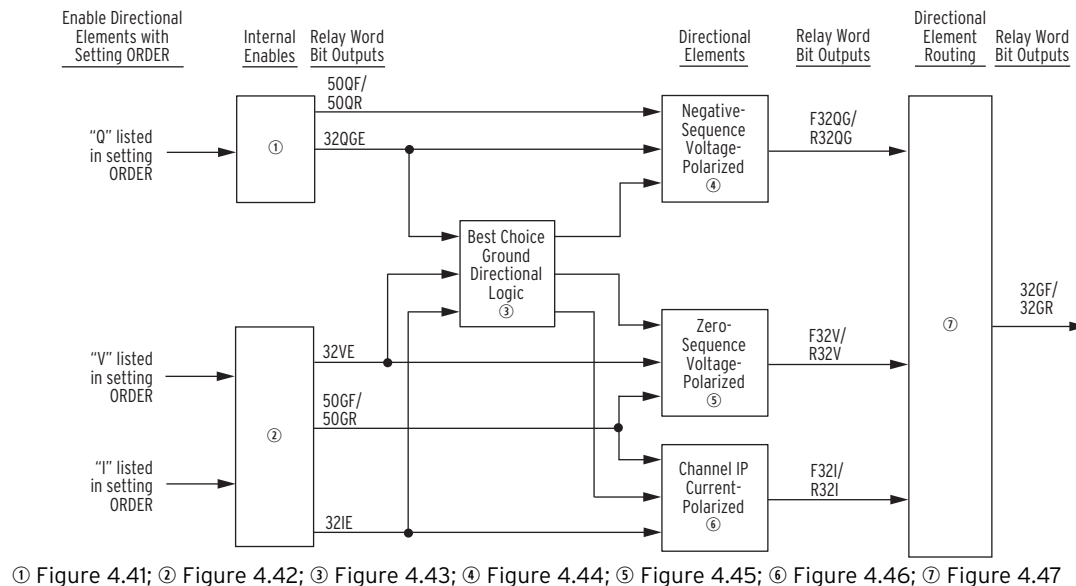 Enable Directional
Elements with
Setting ORDER
Internal
Enables
Relay Word
Bit Outputs
Directional
Elements
Relay Word
Bit Outputs
Directional
Element
Routing
Relay Word
Bit Outputs
"Q" listed
in setting
ORDER
①
50QF/
50QR
32QGE
Negative-
Sequence
Voltage-
Polarized
④
F32QG/
R32QG
Best Choice
Ground
Directional
Logic
③
"V" listed
in setting
ORDER
"I" listed
in setting
ORDER
②
32VE
50GF/
50GR
32IE
Zero-
Sequence
Voltage-
Polarized
⑤
F32V/
R32V
Channel IP
Current-
Polarized
⑥
F32I/
R32I
⑦
32GF/
32GR
① Figure 4.41; ② Figure 4.42; ③ Figure 4.43; ④ Figure 4.44; ⑤ Figure 4.45; ⑥ Figure 4.46; ⑦ Figure 4.47